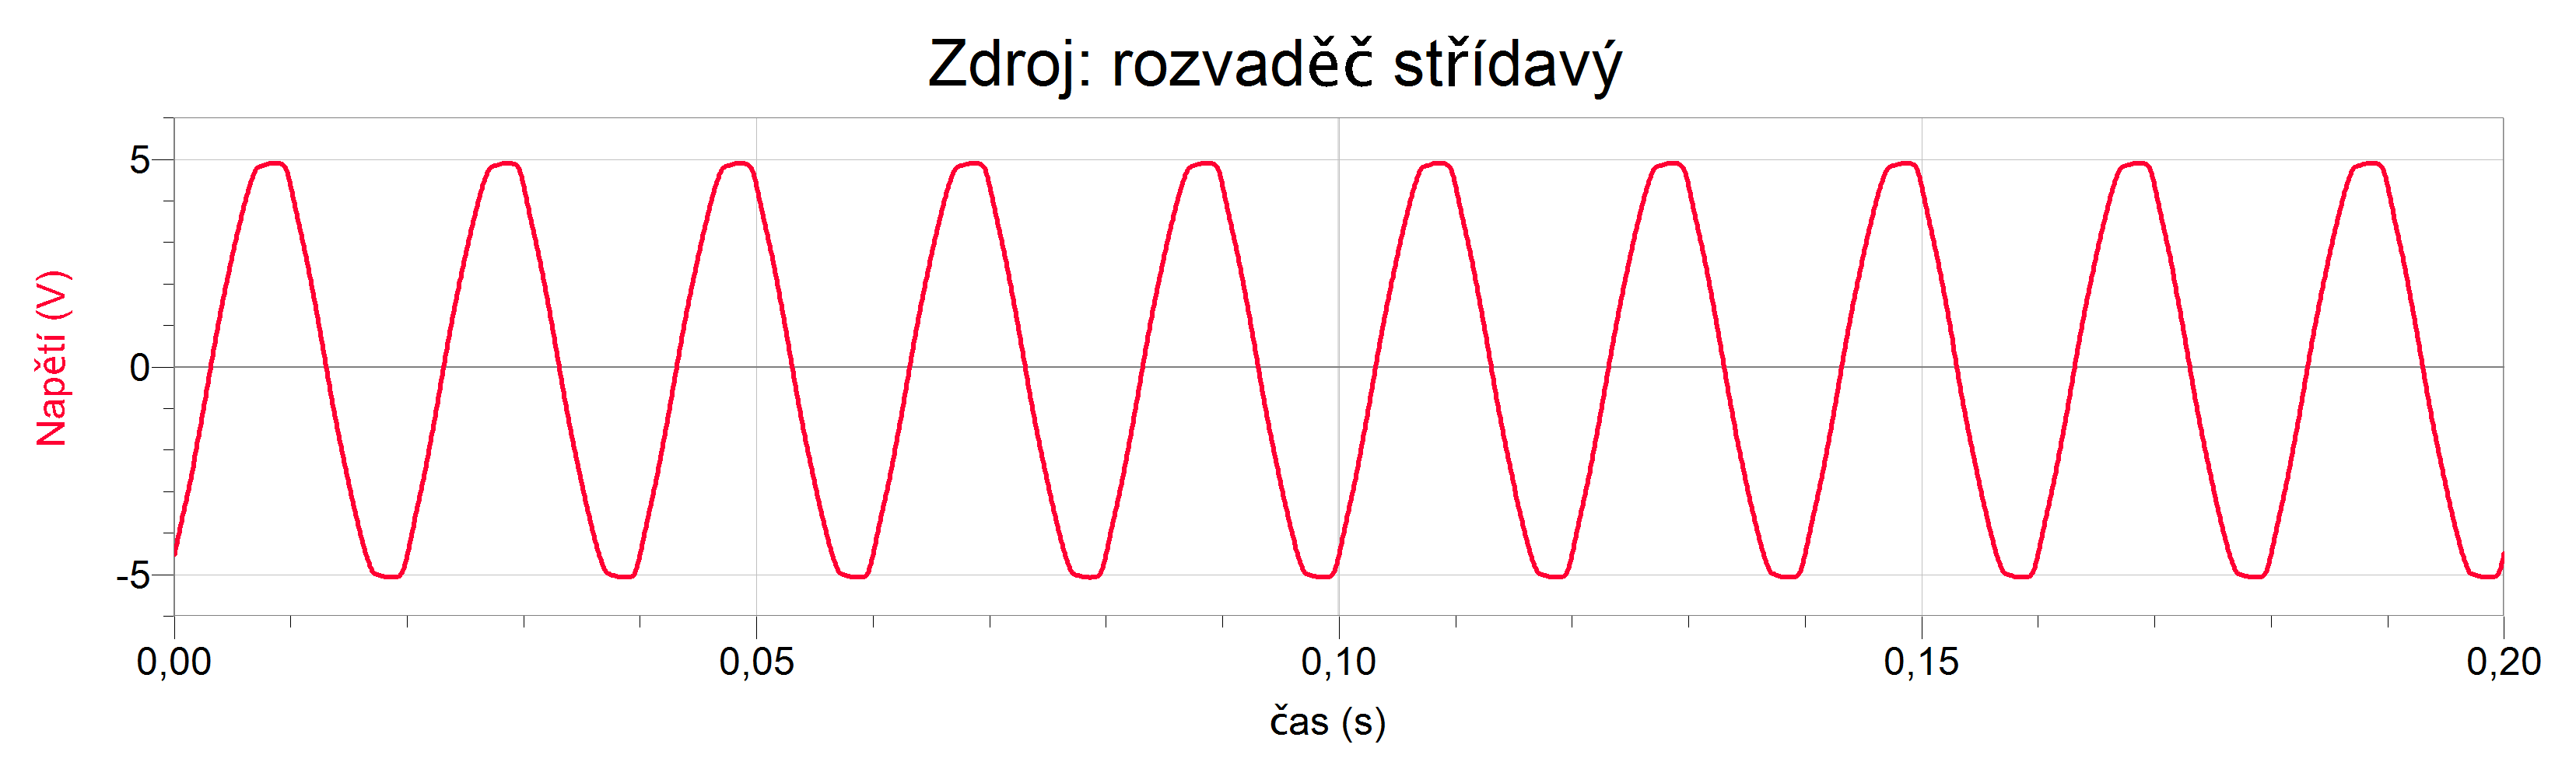 Zdroj: rozvaděč střídavý
Napětí (V)
5
0
-5
0,00 0,05 0,10 0,15 0,20
čas (s)